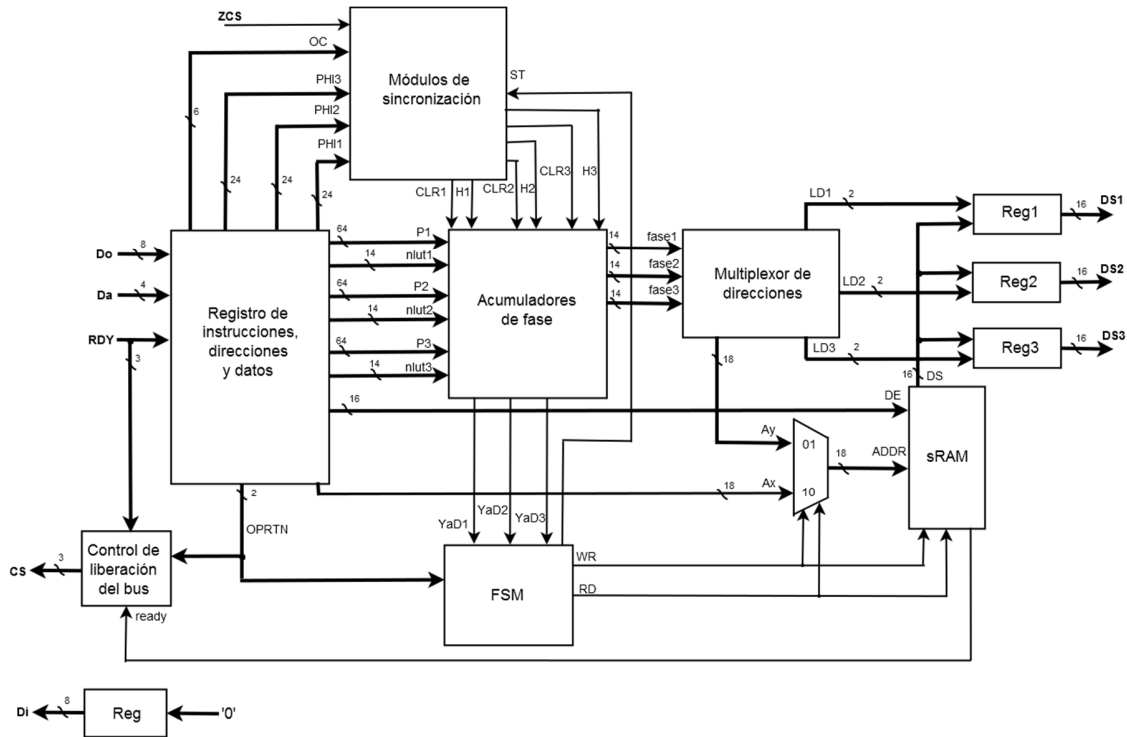 ZCS
OC
6
PHI3
24
PHI2
24
PHI1
24
Módulos de
sincronización
ST
CLR1
H1
CLR2
H2
CLR3
H3
Do
8
Da
4
RDY
3
Registro de
instrucciones,
direcciones
y datos
64
P1
14
nlut1
64
P2
14
nlut2
64
P3
14
nlut3
16
DE
Acumuladores
de fase
14
fase1
14
fase2
14
fase3
Multiplexor de
direcciones
LD1
2
LD2
2
LD3
2
Reg1
16
DS1
Reg2
16
DS2
Reg3
16
DS3
16
DS
18
Ay
01
18
Ax
10
18
ADDR
sRAM
2
OPRTN
YaD1
YaD2
YaD3
FSM
WR
RD
CS
3
Control de
liberación
del bus
ready
Di
8
Reg
'0'